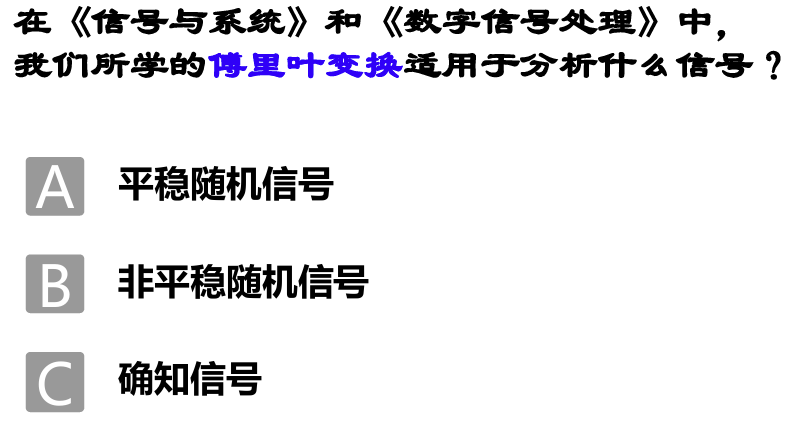 在《信号与系统》和《数字信号处理》中，
我们所学的傅里叶变换适用于分析什么信号？
A 平稳随机信号
B 非平稳随机信号
C 确知信号